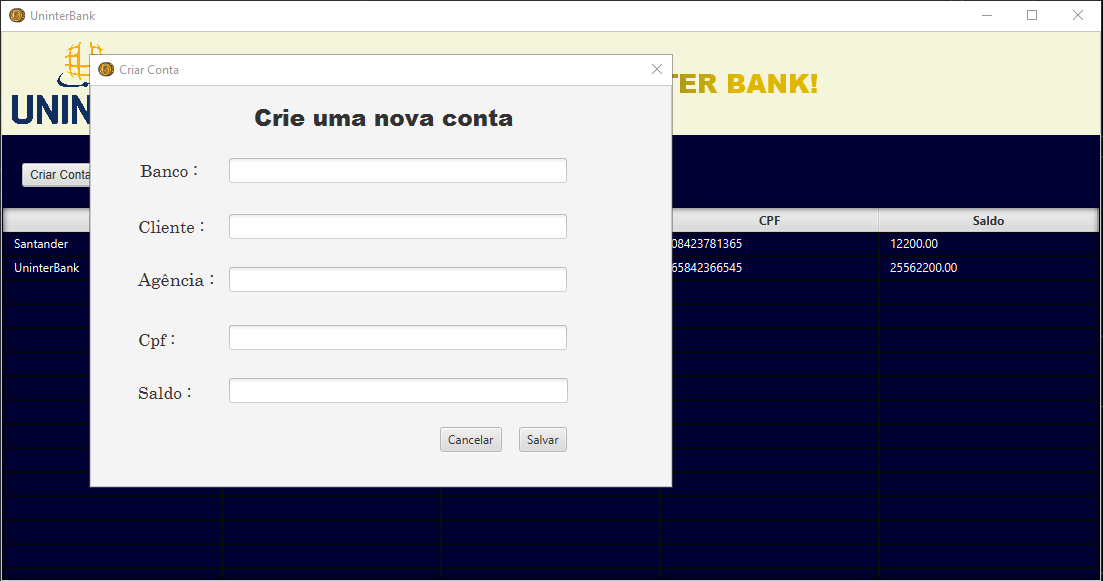 UninterBank
UNIN
TER BANK!
Criar Conta
Crie uma nova conta
Banco :
Cliente :
Agência :
Cpf :
Saldo :
Cancelar Salvar
Criar Conta
CPF Saldo
Santander 08423781365 12200.00
UninterBank 65842366545 25562200.00